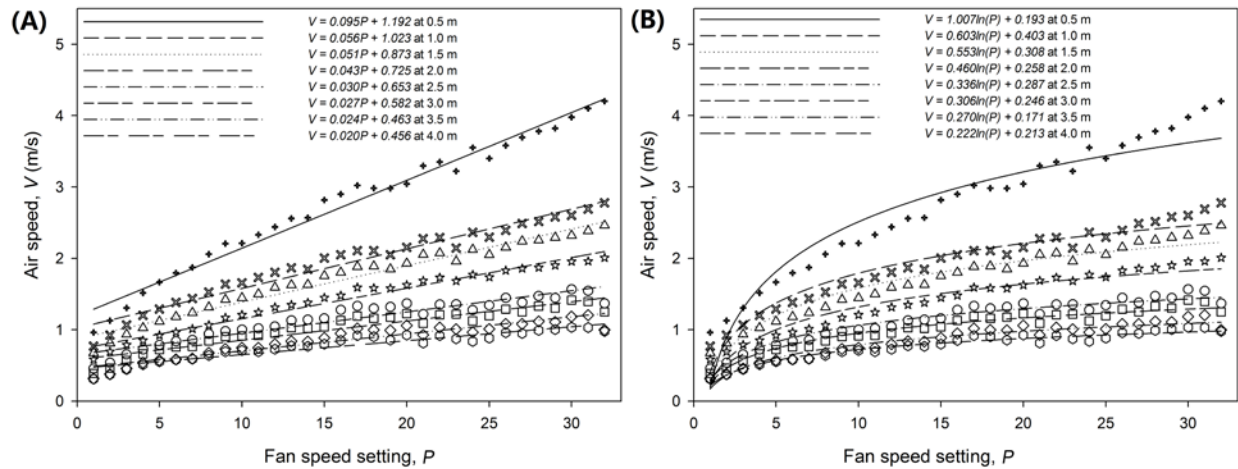 (A)
V = 0.095P + 1.192 at 0.5 m
V = 0.056P + 1.023 at 1.0 m
V = 0.051P + 0.873 at 1.5 m
V = 0.043P + 0.725 at 2.0 m
V = 0.030P + 0.653 at 2.5 m
V = 0.027P + 0.582 at 3.0 m
V = 0.024P + 0.463 at 3.5 m
V = 0.020P + 0.456 at 4.0 m
5
4
3
2
1
0
Air speed, V (m/s)
0 5 10 15 20 25 30
Fan speed setting, P
(B)
V = 1.007ln(P) + 0.193 at 0.5 m
V = 0.603ln(P) + 0.403 at 1.0 m
V = 0.553ln(P) + 0.308 at 1.5 m
V = 0.460ln(P) + 0.258 at 2.0 m
V = 0.336ln(P) + 0.287 at 2.5 m
V = 0.306ln(P) + 0.246 at 3.0 m
V = 0.270ln(P) + 0.171 at 3.5 m
V = 0.222ln(P) + 0.213 at 4.0 m
5
4
3
2
1
0
Air speed, V (m/s)
0 5 10 15 20 25 30
Fan speed setting, P